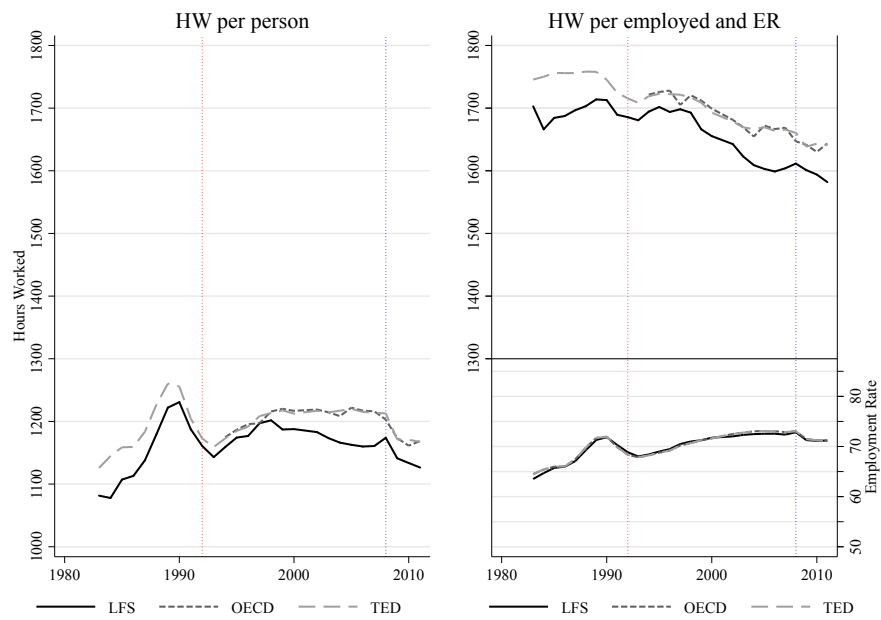 HW per person
HW per employed and ER
Hours Worked
1800
1700
1600
1500
1400
1300
1200
1100
1000
1980
1990
2000
2010
LFS
OECD
TED
1800
1700
1600
1500
1400
1300
Employment Rate
80
70
60
50
1980
1990
2000
2010
LFS
OECD
TED